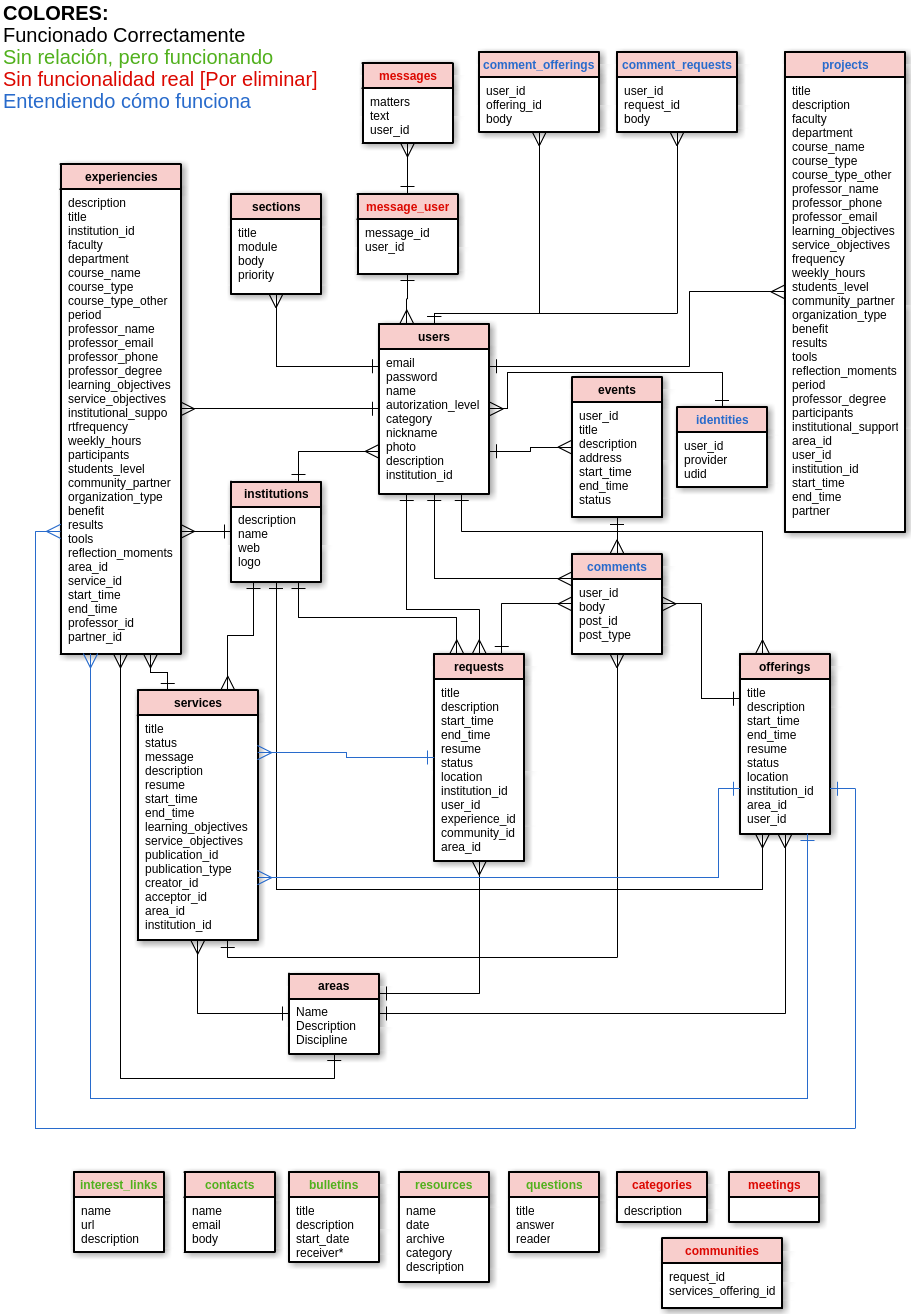 COLORES:
Funcionado Correctamente
Sin relación, pero funcionando
Sin funcionalidad real [Por eliminar]
Entendiendo cómo funciona
messages
matters
text
user_id
comment_offerings
user_id
offering_id
body
comment_requests
user_id
request_id
body
projects
title
description
faculty
department
course_name
course_type
course_type_other
professor_name
professor_phone
professor_email
learning_objectives
service_objectives
frequency
weekly_hours
students_level
community_partner
organization_type
benefit
results
tools
reflection_moments
period
professor_degree
participants
institutional_support
area_id
user_id
institution_id
start_time
end_time
partner
experiencies
description
title
institution_id
faculty
department
course_name
course_type
course_type_other
period
professor_name
professor_email
professor_phone
professor_degree
learning_objectives
service_objectives
institutional_suppo
rtfrequency
weekly_hours
participants
students_level
community_partner
organization_type
benefit
results
tools
reflection_moments
area_id
service_id
start_time
end_time
professor_id
partner_id
sections
title
module
body
priority
message_user
message_id
user_id
users
email
password
name
autorization_level
category
nickname
photo
description
institution_id
events
user_id
title
description
address
start_time
end_time
status
identities
user_id
provider
udid
institutions
description
name
web
logo
comments
user_id
body
post_id
post_type
requests
title
description
start_time
end_time
resume
status
location
institution_id
user_id
experience_id
community_id
area_id
offerings
title
description
start_time
end_time
resume
status
location
institution_id
area_id
user_id
services
title
status
message
description
resume
start_time
end_time
learning_objectives
service_objectives
publication_id
publication_type
creator_id
acceptor_id
area_id
institution_id
areas
Name
Description
Discipline
interest_links
name
url
description
contacts
name
email
body
bulletins
title
description
start_date
receiver*
resources
name
date
archive
category
description
questions
title
answer
reader
categories
description
meetings
communities
request_id
services_offering_id